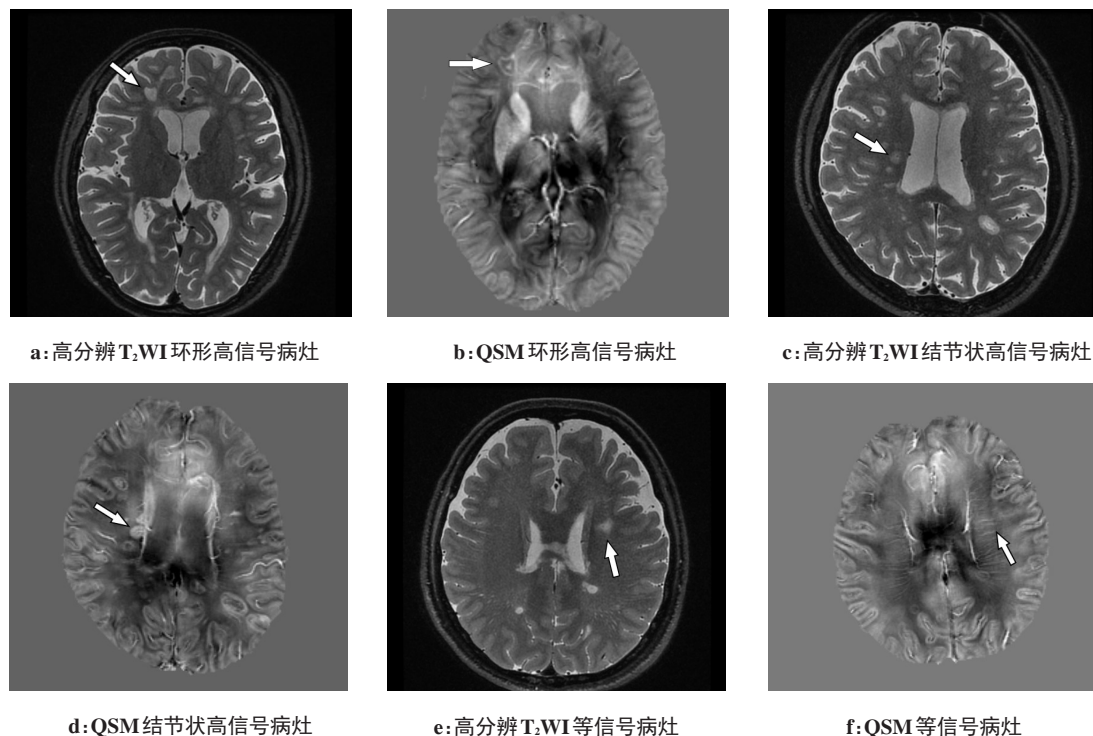 a:高分辨T₂WI环形高信号病灶
b:QSM环形高信号病灶
c:高分辨T₂WI结节状高信号病灶
d:QSM结节状高信号病灶
e:高分辨T₂WI等信号病灶
f:QSM等信号病灶